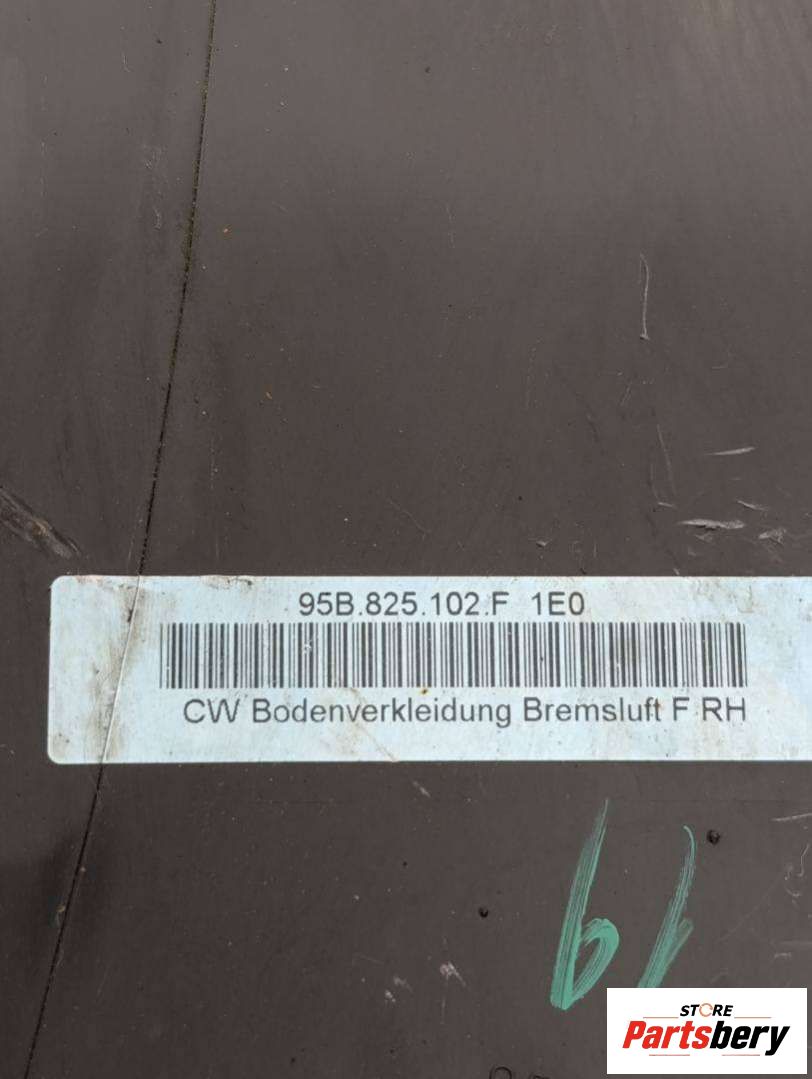 95B.825.102.F 1E0
CW Bodenverkleidung Bremsluft F RH
STORE
Partsbery